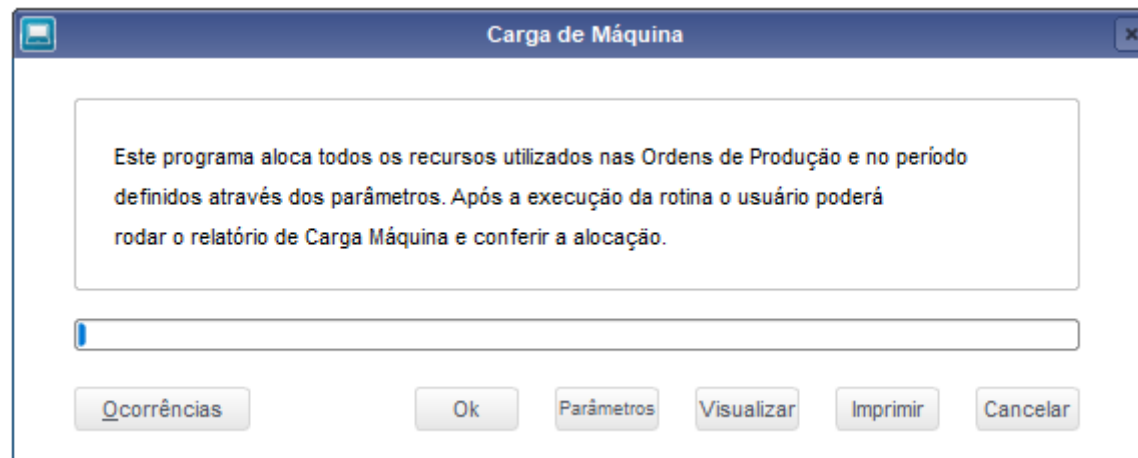 Carga de Máquina
Este programa aloca todos os recursos utilizados nas Ordens de Produção e no período
definidos através dos parâmetros. Após a execução da rotina o usuário poderá
rodar o relatório de Carga Máquina e conferir a alocação.
Ocorrências Ok Parâmetros Visualizar Imprimir Cancelar